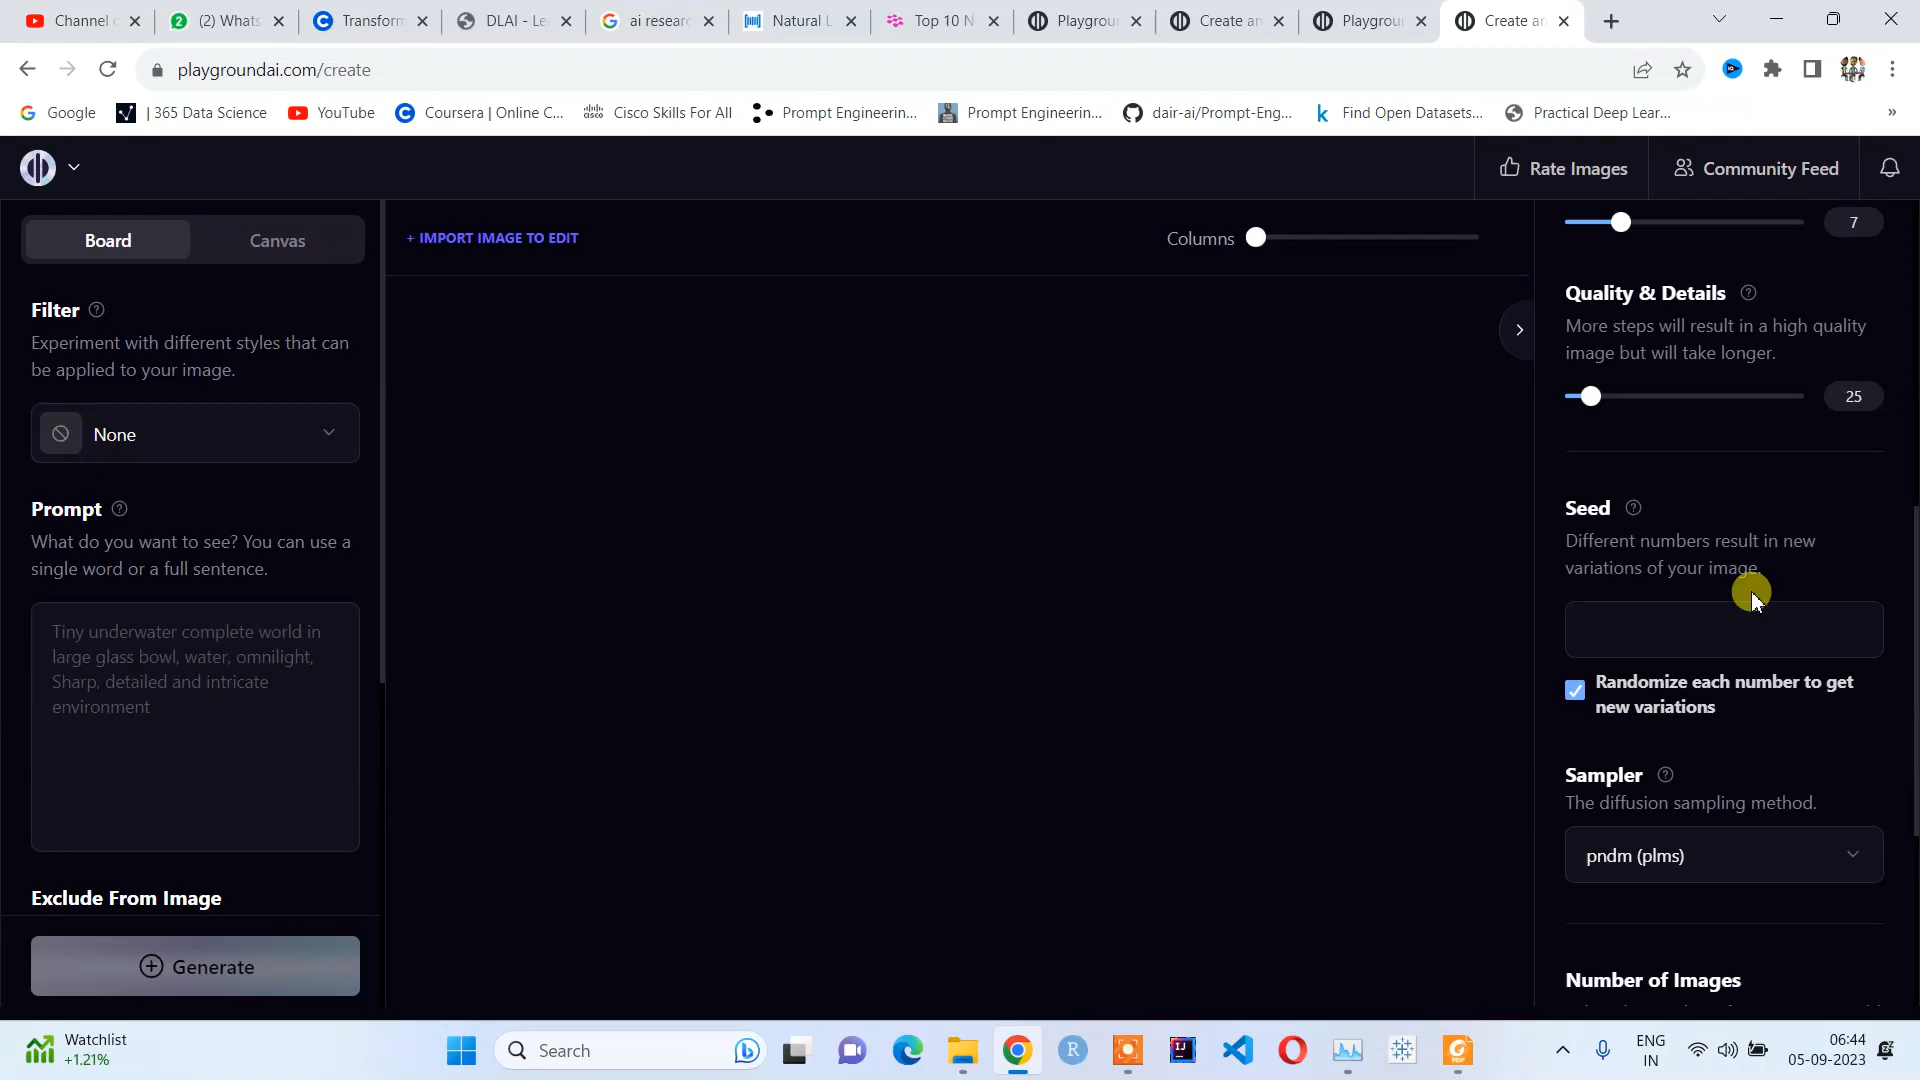 Channel c
(2) Whats
Transform
DLAI - Le
ai researc
Natural L
Top 10 N
Playgrou
Create an
Playgrou
Create an
playgroundai.com/create
Google
| 365 Data Science
YouTube
Coursera | Online C...
Cisco Skills For All
Prompt Engineerin...
Prompt Engineerin...
dair-ai/Prompt-Eng...
Find Open Datasets...
Practical Deep Lear...
»
Rate Images
Community Feed
Board
Canvas
+ IMPORT IMAGE TO EDIT
Columns
Filter
Experiment with different styles that can
be applied to your image.
None
Prompt
What do you want to see? You can use a
single word or a full sentence.
Tiny underwater complete world in
large glass bowl, water, omnilight,
Sharp, detailed and intricate
environment
Exclude From Image
Generate
7
Quality & Details
More steps will result in a high quality
image but will take longer.
25
Seed
Different numbers result in new
variations of your image.
Randomize each number to get
new variations
Sampler
The diffusion sampling method.
pndm (plms)
Number of Images
Watchlist
+1.21%
Search
ENG
IN
06:44
05-09-2023